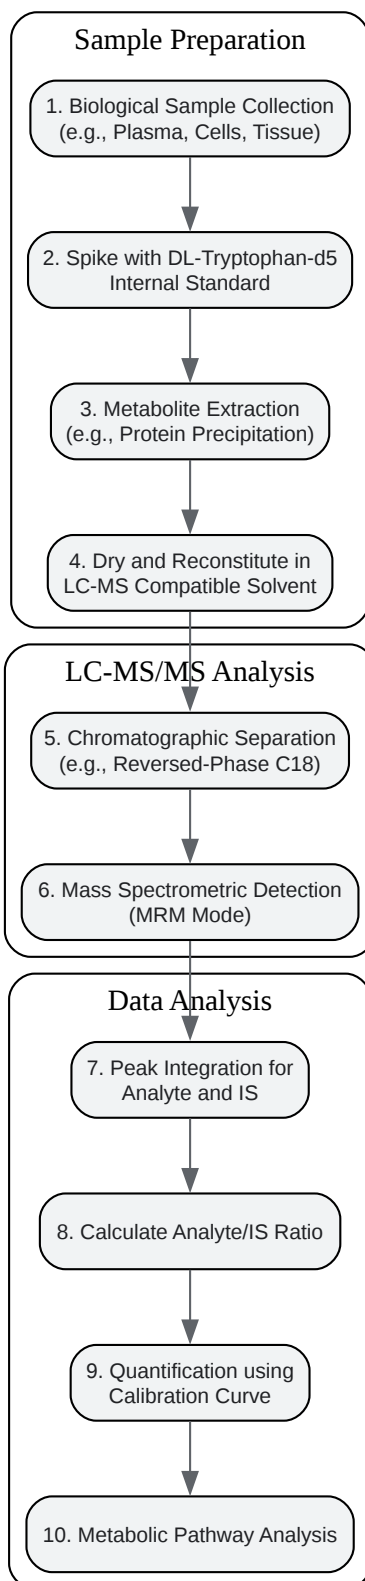 Sample Preparation
1. Biological Sample Collection
(e.g., Plasma, Cells, Tissue)
2. Spike with DL-Tryptophan-d5
Internal Standard
3. Metabolite Extraction
(e.g., Protein Precipitation)
4. Dry and Reconstitute in
LC-MS Compatible Solvent
LC-MS/MS Analysis
5. Chromatographic Separation
(e.g., Reversed-Phase C18)
6. Mass Spectrometric Detection
(MRM Mode)
Data Analysis
7. Peak Integration for
Analyte and IS
8. Calculate Analyte/IS Ratio
9. Quantification using
Calibration Curve
10. Metabolic Pathway Analysis